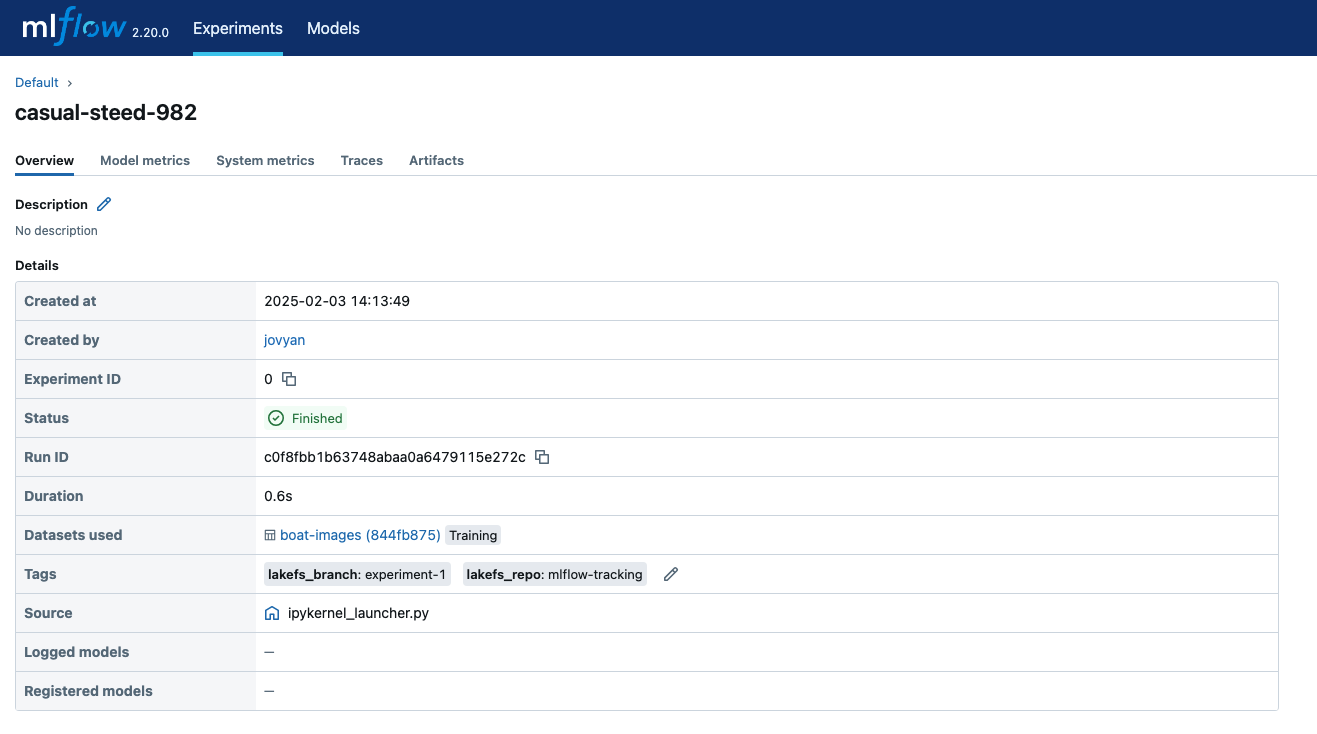 mlflow 2.20.0 Experiments Models
Default
casual-steed-982
Overview Model metrics System metrics Traces Artifacts
Description
No description
Details
Created at 2025-02-03 14:13:49
Created by jovyan
Experiment ID 0
Status Finished
Run ID c0f8fbb1b63748abaa0a6479115e272c
Duration 0.6s
Datasets used boat-images (844fb875) Training
Tags lakefs_branch: experiment-1 lakefs_repo: mlflow-tracking
Source ipykernel_launcher.py
Logged models —
Registered models —